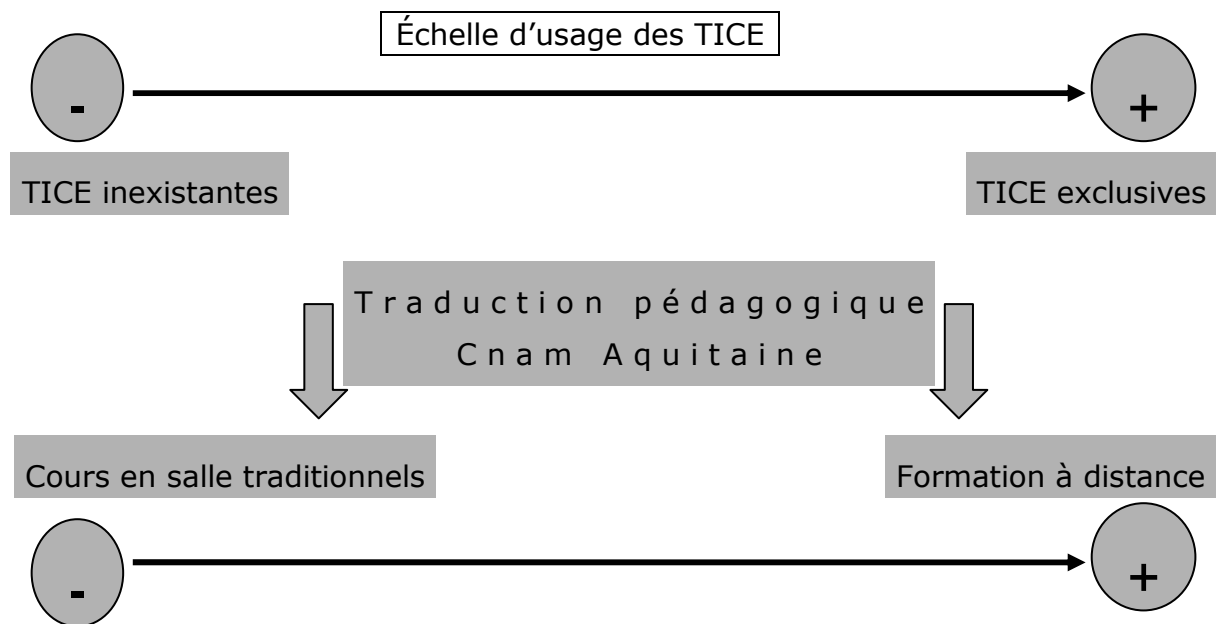 Échelle d’usage des TICE
-
+
TICE inexistantes
TICE exclusives
Traduction pédagogique
Cnam Aquitaine
Cours en salle traditionnels
Formation à distance
-
+